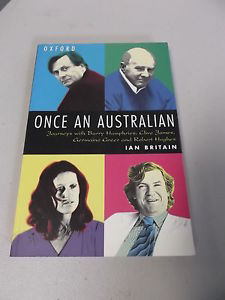 OXFORD
ONCE AN AUSTRALIAN
Journeys with Barry Humphries, Clive James,
Germaine Greer and Robert Hughes
IAN BRITAIN